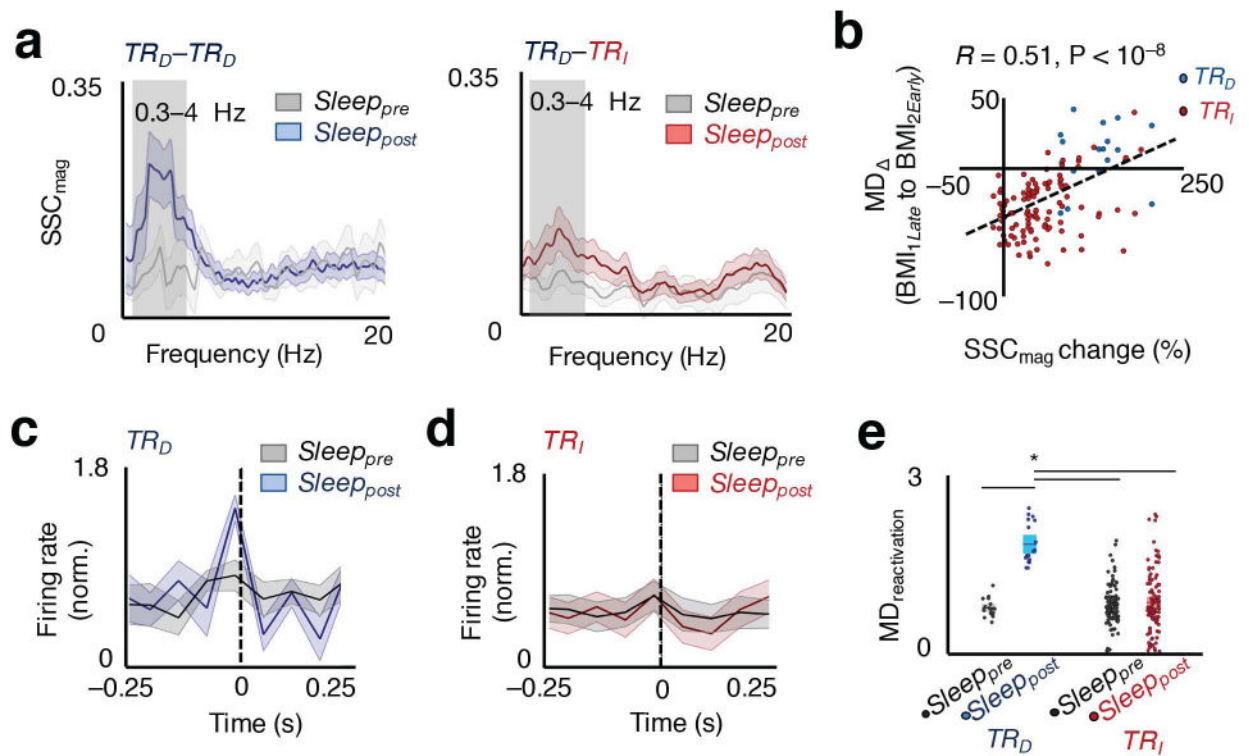 a
TR_D–TR_D
0.35
0.3–4 Hz
Sleep_pre
Sleep_post
SSC_mag
0
20
Frequency (Hz)
TR_D–TR_I
0.35
0.3–4 Hz
Sleep_pre
Sleep_post
0
20
Frequency (Hz)
b
R = 0.51, P < 10^–8
TR_D
TR_I
50
–50
250
–100
MD_Δ
(BMI_1Late to BMI_2Early)
SSC_mag change (%)
c
TR_D
Sleep_pre
Sleep_post
1.8
Firing rate
(norm.)
0
–0.25
0
0.25
Time (s)
d
TR_I
Sleep_pre
Sleep_post
1.8
Firing rate
(norm.)
0
–0.25
0
0.25
Time (s)
e
*
3
MD_reactivation
0
Sleep_pre
Sleep_post
Sleep_pre
Sleep_post
TR_D
TR_I